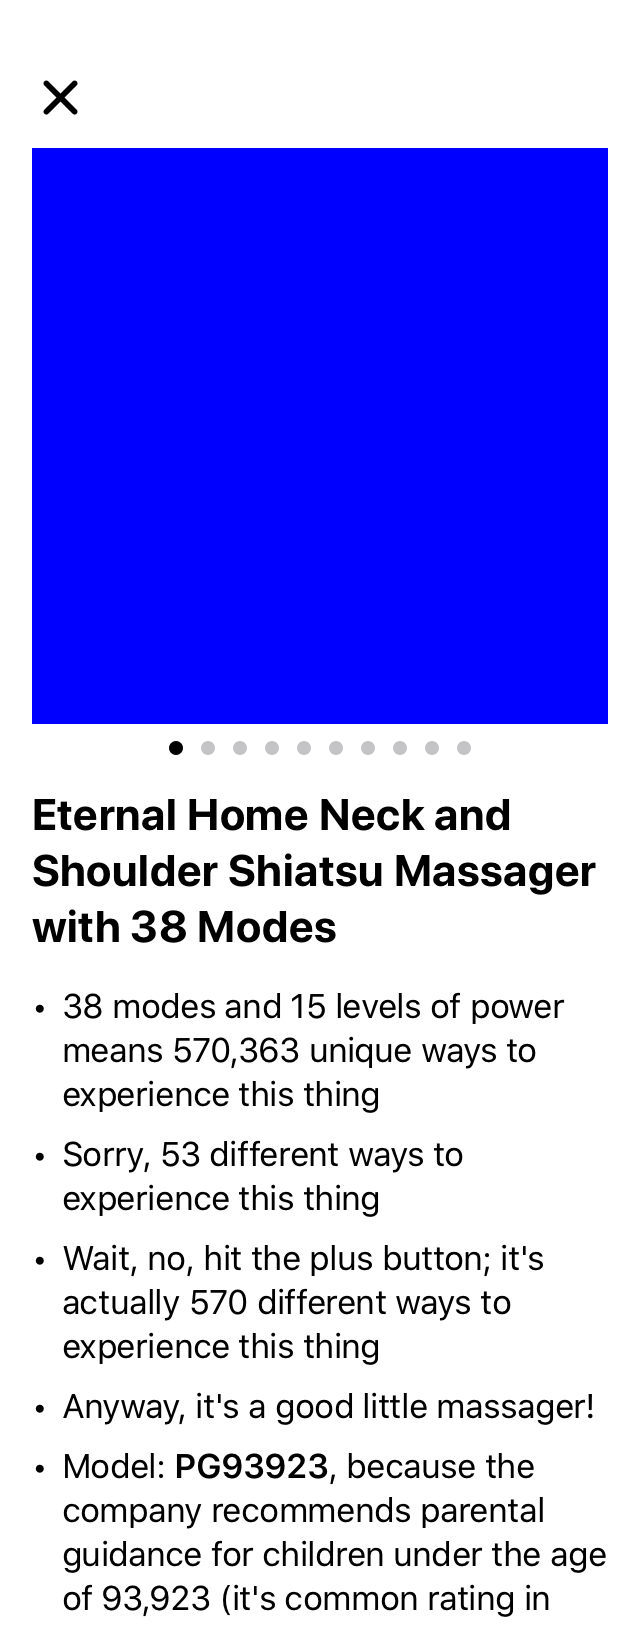 Eternal Home Neck and
Shoulder Shiatsu Massager
with 38 Modes
• 38 modes and 15 levels of power
means 570,363 unique ways to
experience this thing
• Sorry, 53 different ways to
experience this thing
• Wait, no, hit the plus button; it's
actually 570 different ways to
experience this thing
• Anyway, it's a good little massager!
• Model: PG93923, because the
company recommends parental
guidance for children under the age
of 93,923 (it's common rating in